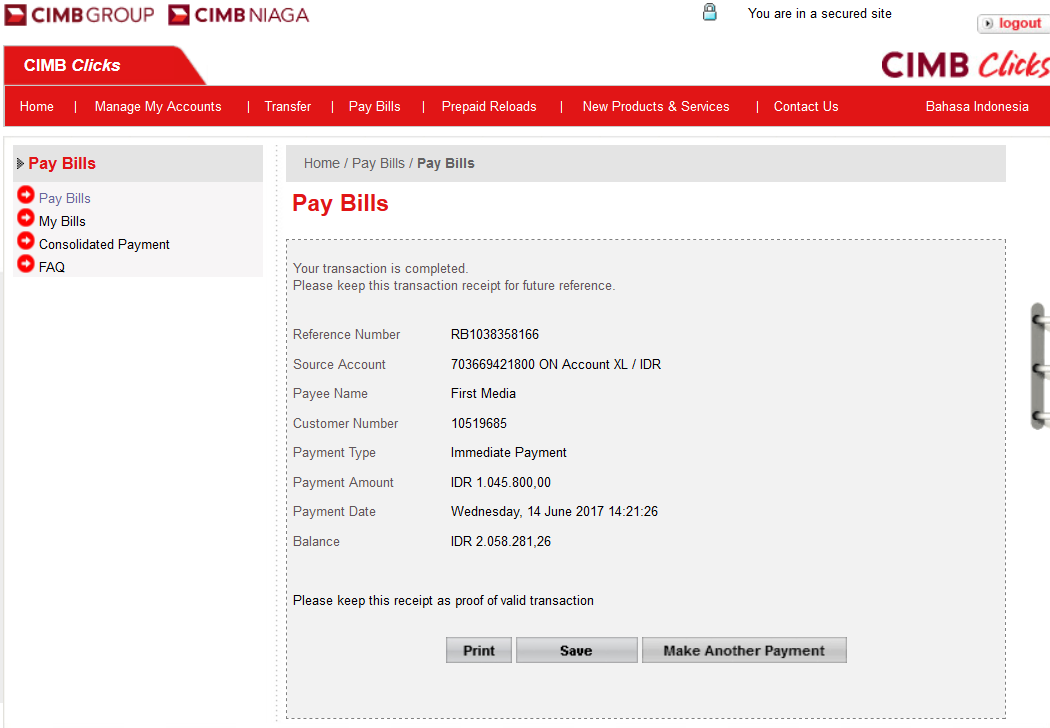 CIMB GROUP CIMB NIAGA
You are in a secured site
logout
CIMB Clicks
CIMB Clicks
Home | Manage My Accounts | Transfer | Pay Bills | Prepaid Reloads | New Products & Services | Contact Us Bahasa Indonesia
Pay Bills
Pay Bills
My Bills
Consolidated Payment
FAQ
Home / Pay Bills / Pay Bills
Pay Bills
Your transaction is completed.
Please keep this transaction receipt for future reference.
Reference Number RB1038358166
Source Account 703669421800 ON Account XL / IDR
Payee Name First Media
Customer Number 10519685
Payment Type Immediate Payment
Payment Amount IDR 1.045.800,00
Payment Date Wednesday, 14 June 2017 14:21:26
Balance IDR 2.058.281,26
Please keep this receipt as proof of valid transaction
Print Save Make Another Payment